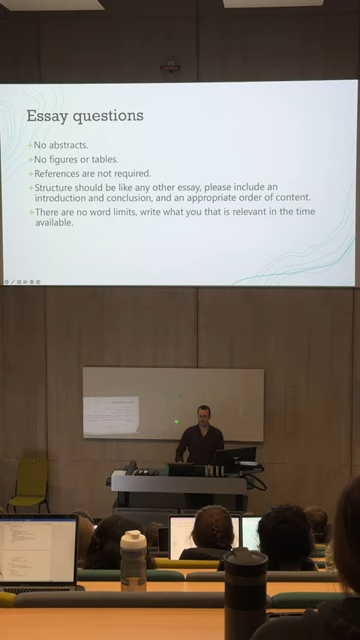 Essay questions
+No abstracts.
+No figures or tables.
+References are not required.
+Structure should be like any other essay, please include an
introduction and conclusion, and an appropriate order of content.
+There are no word limits, write what you that is relevant in the time
available.